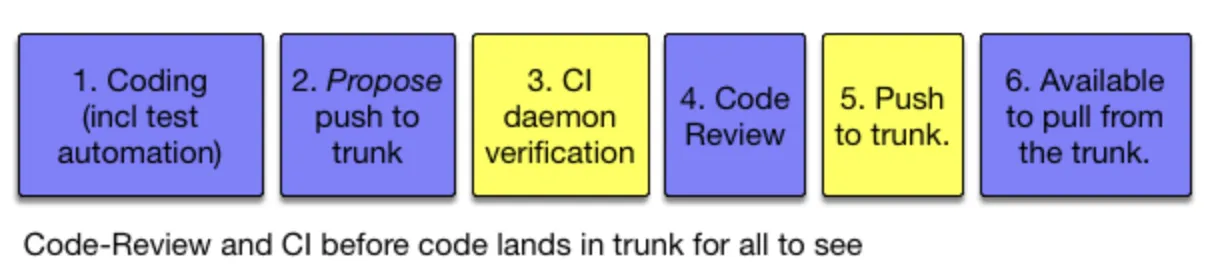 1. Coding
(incl test
automation)
2. Propose
push to
trunk
3. CI
daemon
verification
4. Code
Review
5. Push
to trunk.
6. Available
to pull from
the trunk.
Code-Review and CI before code lands in trunk for all to see